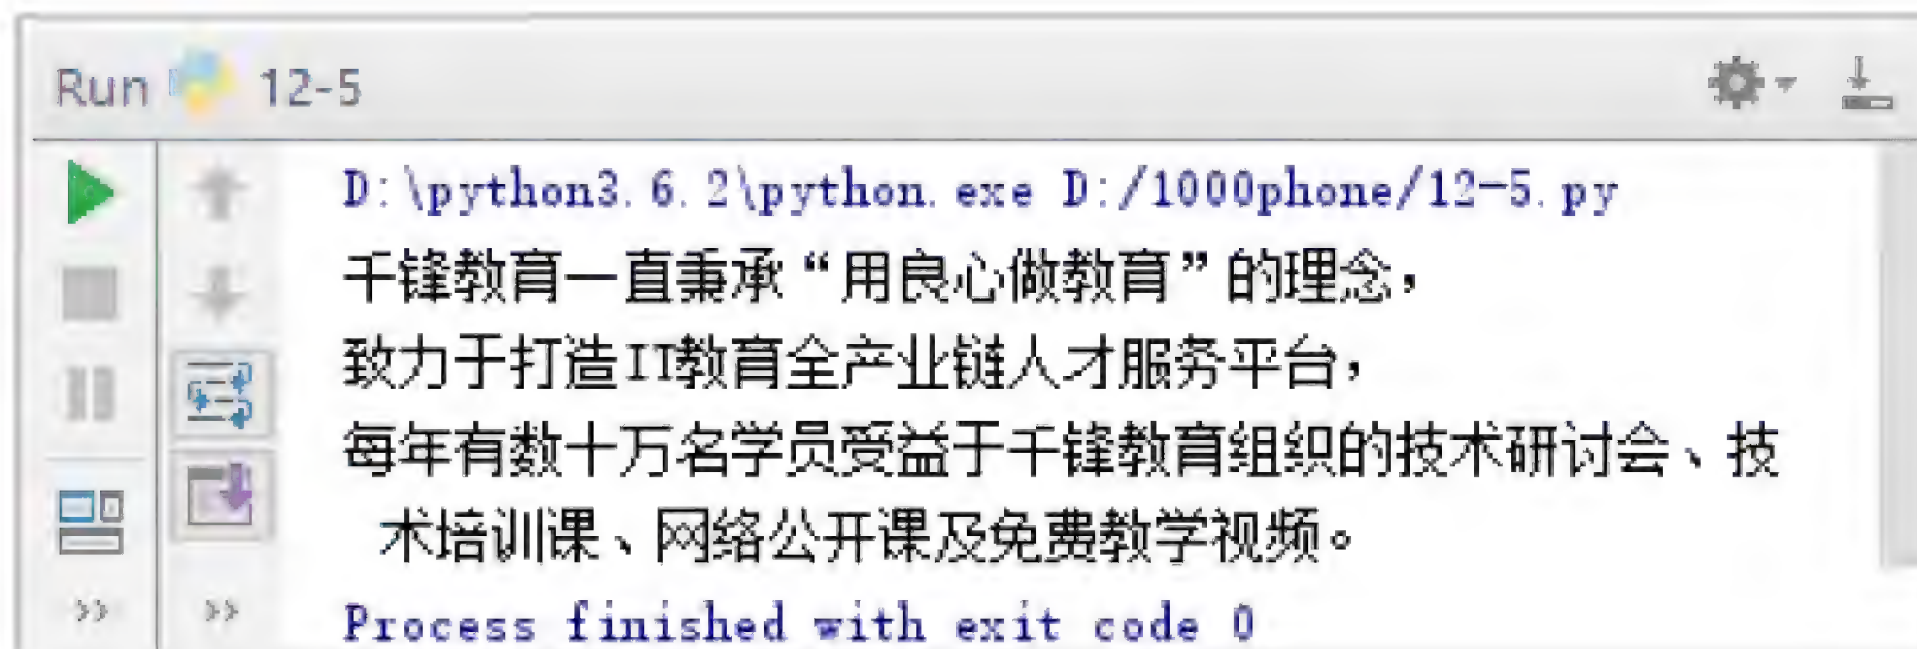 Run 12-5
D:\python3.6.2\python.exe D:/1000phone/12-5.py
千锋教育一直秉承“用良心做教育”的理念，
致力于打造IT教育全产业链人才服务平台，
每年有数十万名学员受益于千锋教育组织的技术研讨会、技
术培训课、网络公开课及免费教学视频。
Process finished with exit code 0